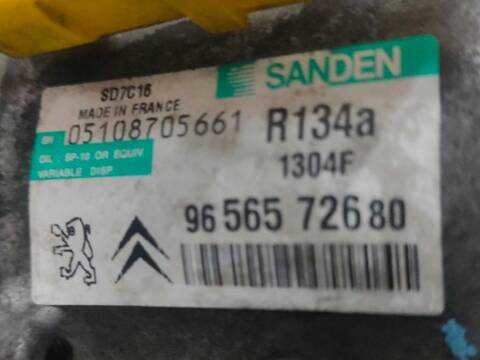 SD7C16
SANDEN
MADE IN FRANCE
SN 05108705661
R134a
OIL : SP-10 OR EQUIV.
VARIABLE DISP
1304F
96 565 726 80